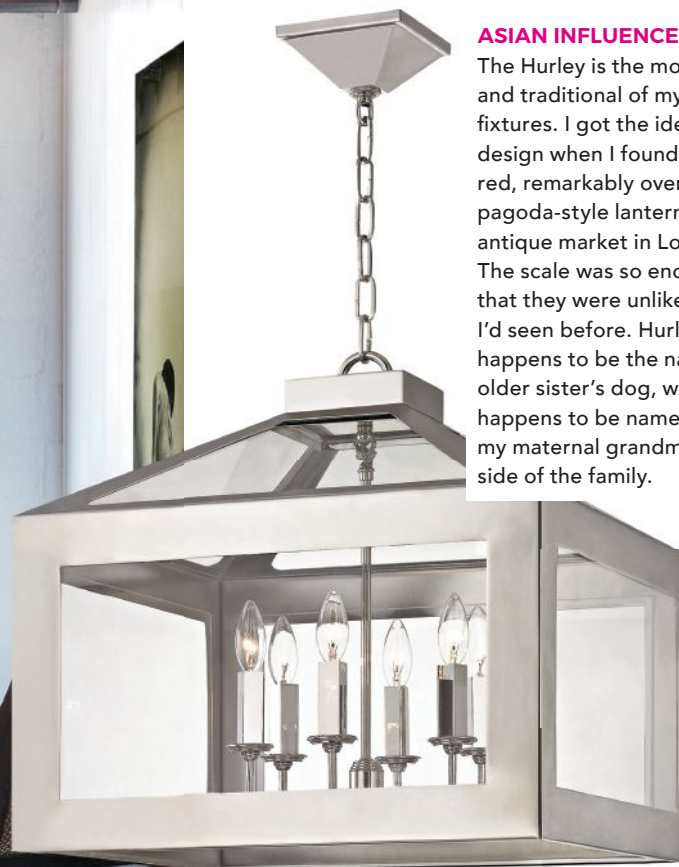 ASIAN INFLUENCE
The Hurley is the mo
and traditional of my
fixtures. I got the ide
design when I found
red, remarkably over
pagoda-style lantern
antique market in Lo
The scale was so eno
that they were unlike
I'd seen before. Hurl
happens to be the na
older sister's dog, w
happens to be name
my maternal grandm
side of the family.